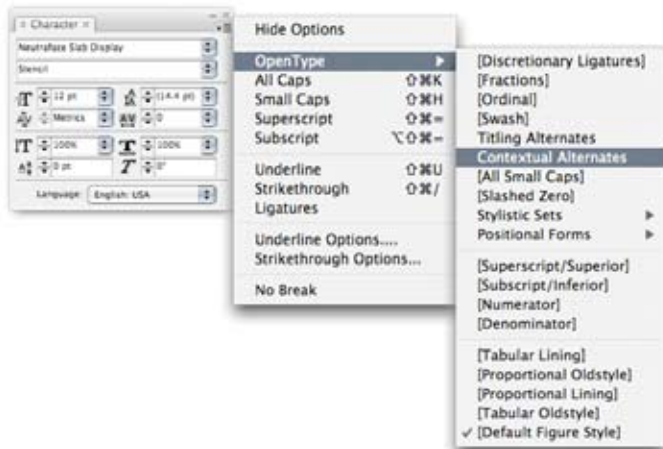 Character
Neutraface Slab Display
Stencil
12 pt
(14.4 pt)
Metrics
0
100%
100%
0 pt
0°
Language: English: USA
Hide Options
OpenType
All Caps ⇧⌘K
Small Caps ⇧⌘H
Superscript ⇧⌘=
Subscript ⌥⇧⌘=
Underline ⇧⌘U
Strikethrough ⇧⌘/
Ligatures
Underline Options....
Strikethrough Options...
No Break
[Discretionary Ligatures]
[Fractions]
[Ordinal]
[Swash]
Titling Alternates
Contextual Alternates
[All Small Caps]
[Slashed Zero]
Stylistic Sets
Positional Forms
[Superscript/Superior]
[Subscript/Inferior]
[Numerator]
[Denominator]
[Tabular Lining]
[Proportional Oldstyle]
[Proportional Lining]
[Tabular Oldstyle]
✓ [Default Figure Style]